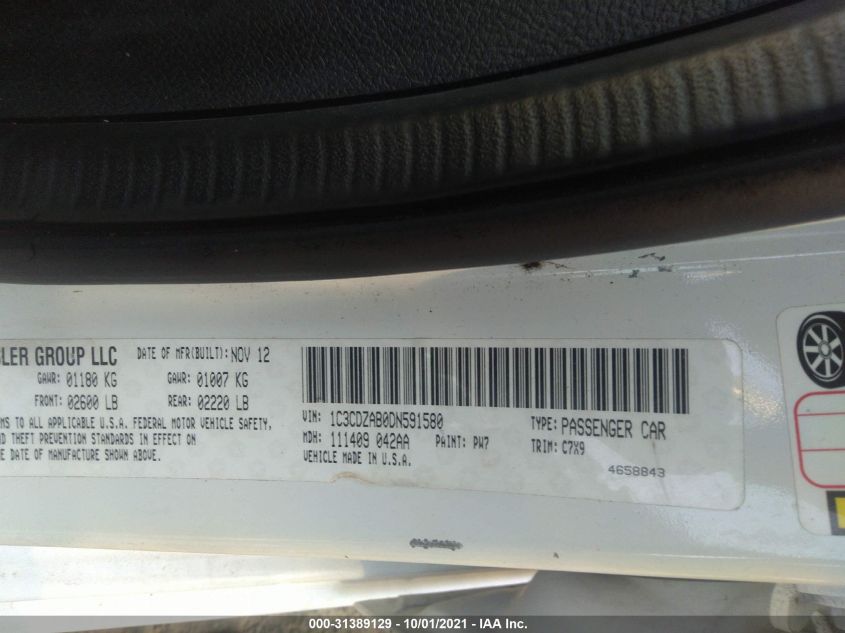 SLER GROUP LLC DATE OF MFR(BUILT): NOV 12
GAWR: 01180 KG GAWR: 01007 KG
FRONT: 02600 LB REAR: 02220 LB
MS TO ALL APPLICABLE U.S.A. FEDERAL MOTOR VEHICLE SAFETY,
ND THEFT PREVENTION STANDARDS IN EFFECT ON
E DATE OF MANUFACTURE SHOWN ABOVE.
VIN: 1C3CDZAB0DN591580 TYPE: PASSENGER CAR
MDH: 111409 042AA PAINT: PW7 TRIM: C7X9
VEHICLE MADE IN U.S.A. 4658843
000-31389129 - 10/01/2021 - IAA Inc.